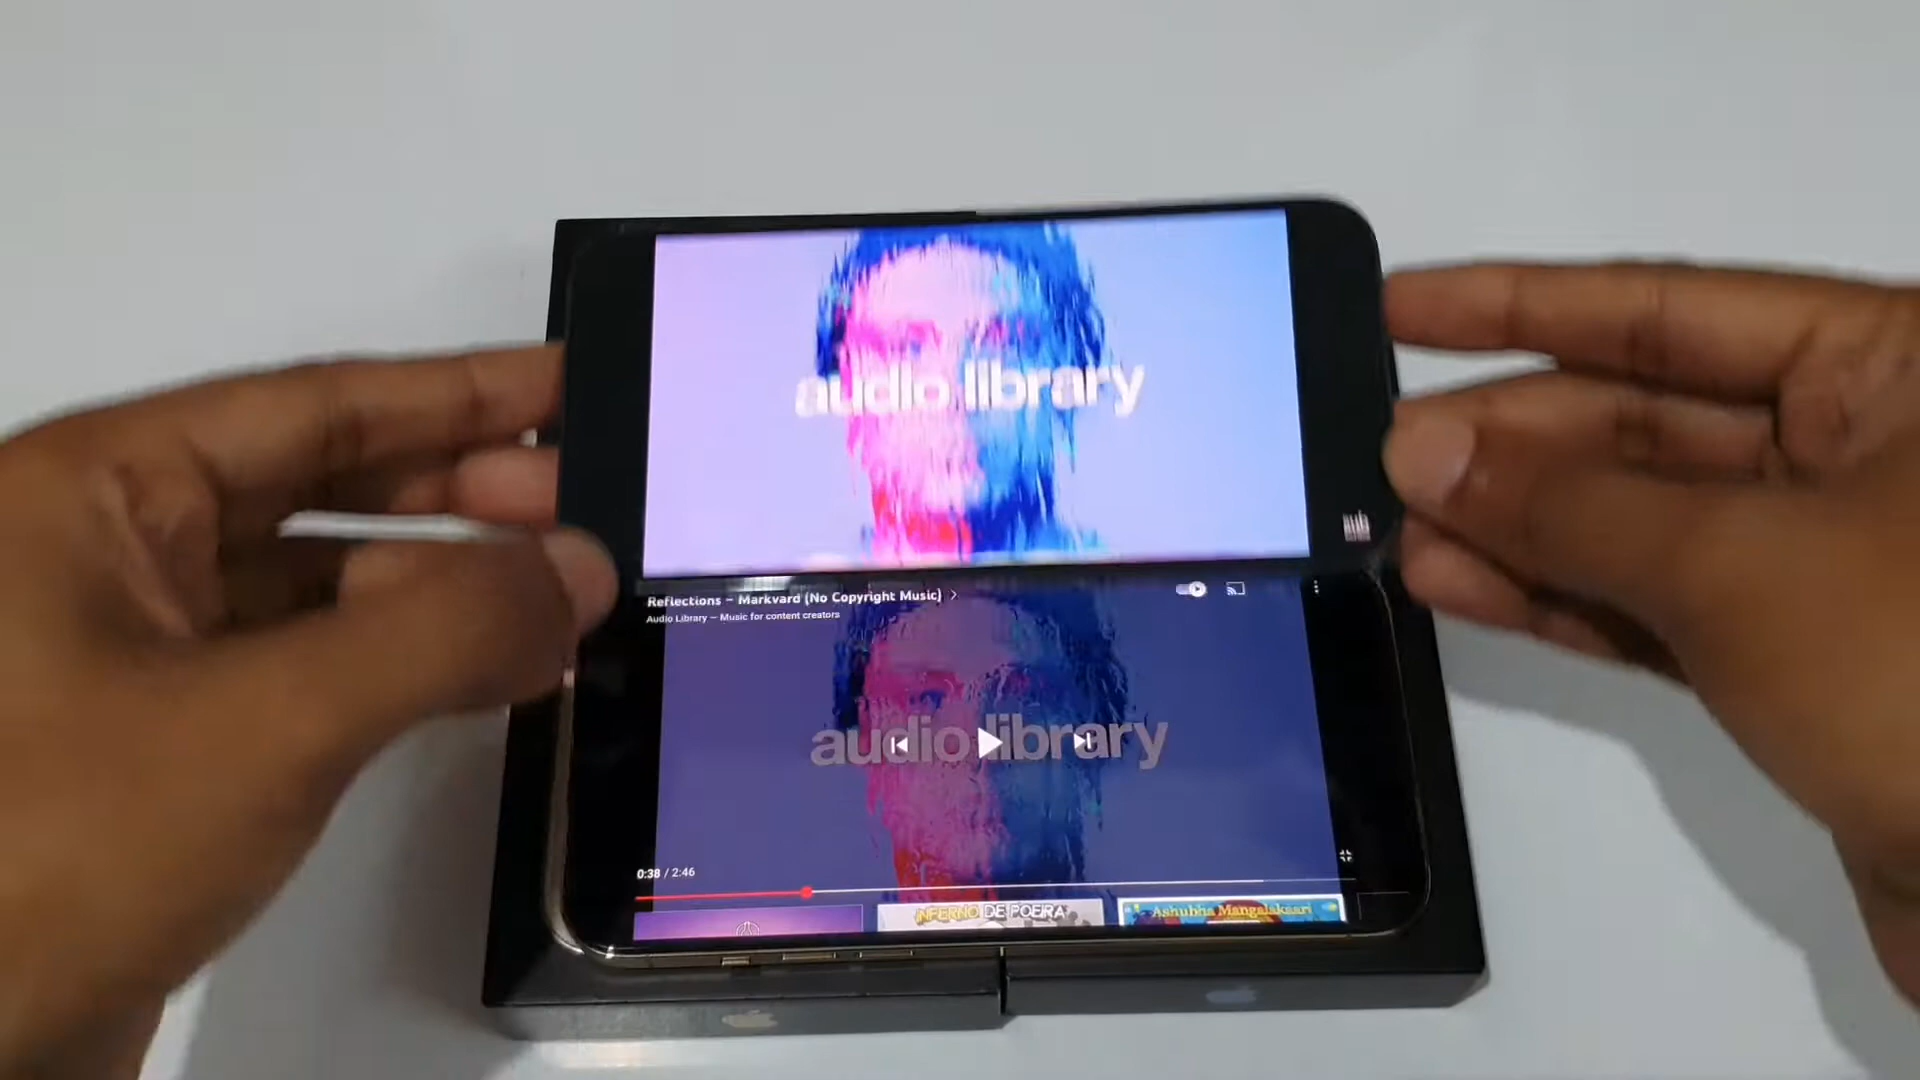 audio library
Reflections – Markvard (No Copyright Music)
Audio Library – Music for content creators
audio library
0:38 / 2:46
INFERNO DE POEIRA
Ashubha Mangalakaari